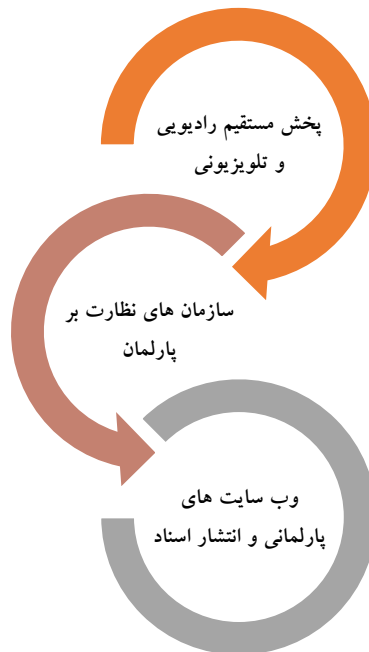 پخش مستقیم رادیویی
و تلویزیونی
سازمان های نظارت بر
پارلمان
وب سایت های
پارلمانی و انتشار اسناد